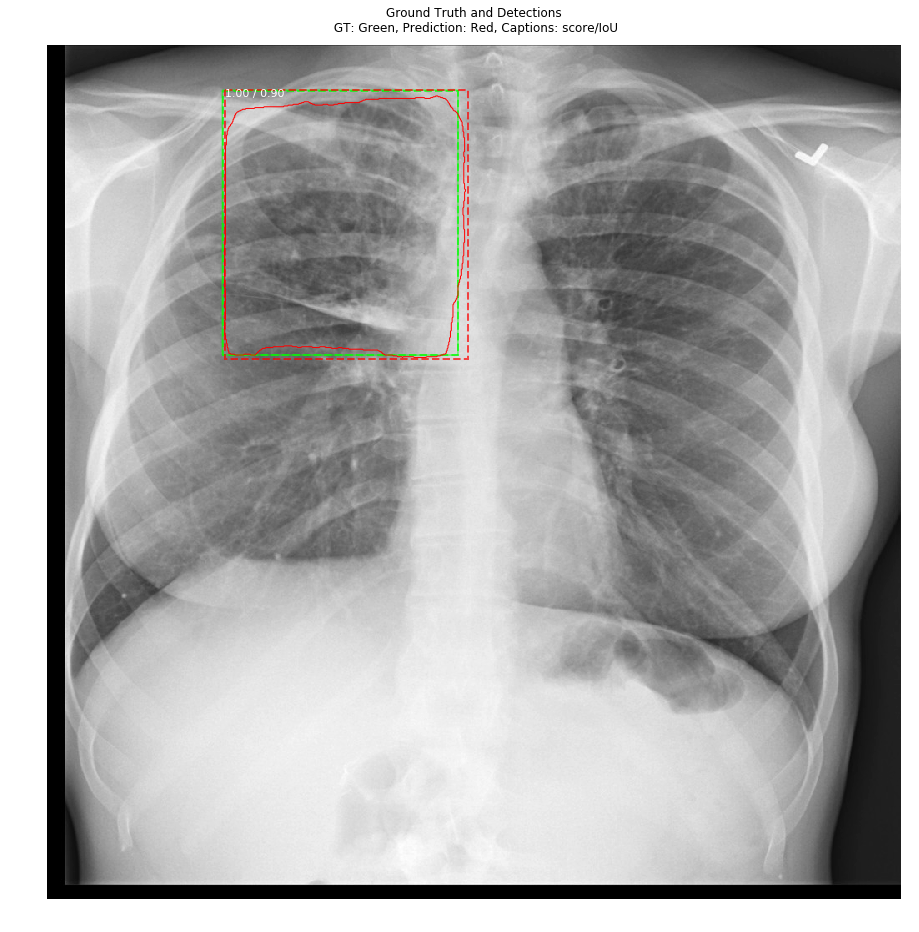 Ground Truth and Detections
GT: Green, Prediction: Red, Captions: score/IoU
1.00 / 0.90